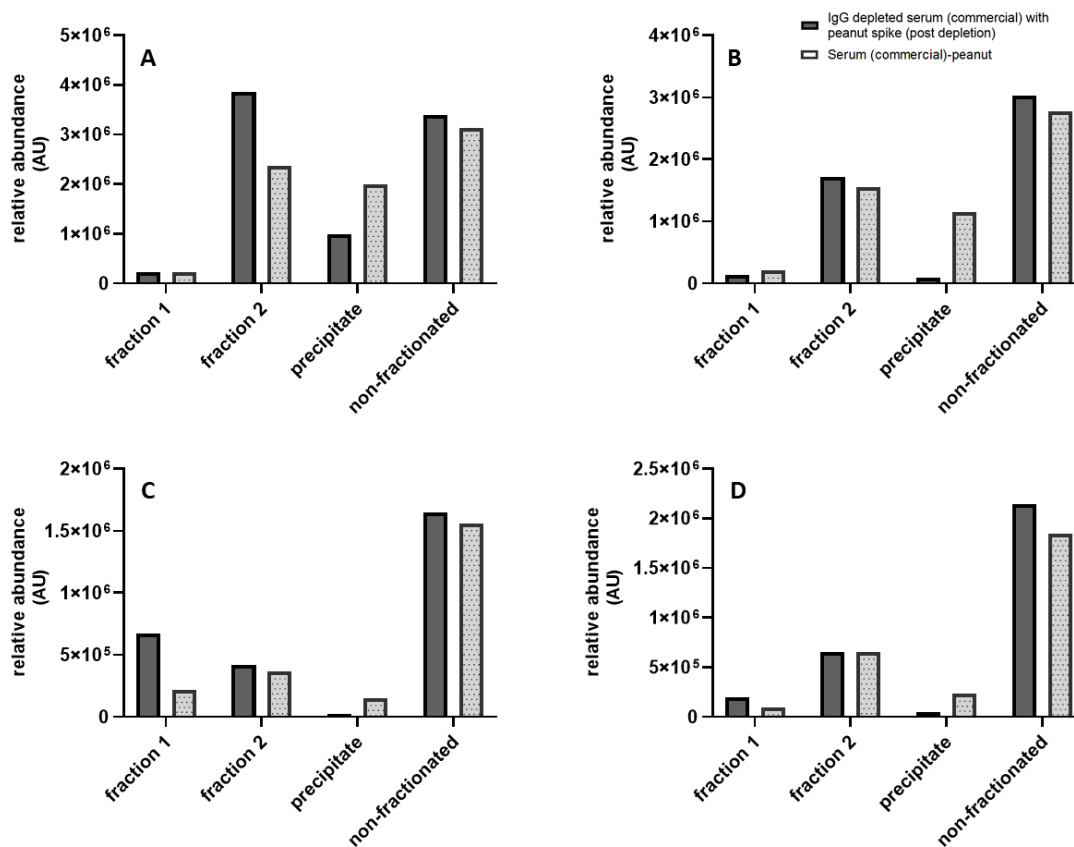 IgG depleted serum (commercial) with
peanut spike (post depletion)
Serum (commercial)-peanut
A
relative abundance
(AU)
5×10⁶
4×10⁶
3×10⁶
2×10⁶
1×10⁶
0
fraction 1
fraction 2
precipitate
non-fractionated
B
relative abundance
(AU)
4×10⁶
3×10⁶
2×10⁶
1×10⁶
0
fraction 1
fraction 2
precipitate
non-fractionated
C
relative abundance
(AU)
2×10⁶
1.5×10⁶
1×10⁶
5×10⁵
0
fraction 1
fraction 2
precipitate
non-fractionated
D
relative abundance
(AU)
2.5×10⁶
2×10⁶
1.5×10⁶
1×10⁶
5×10⁵
0
fraction 1
fraction 2
precipitate
non-fractionated